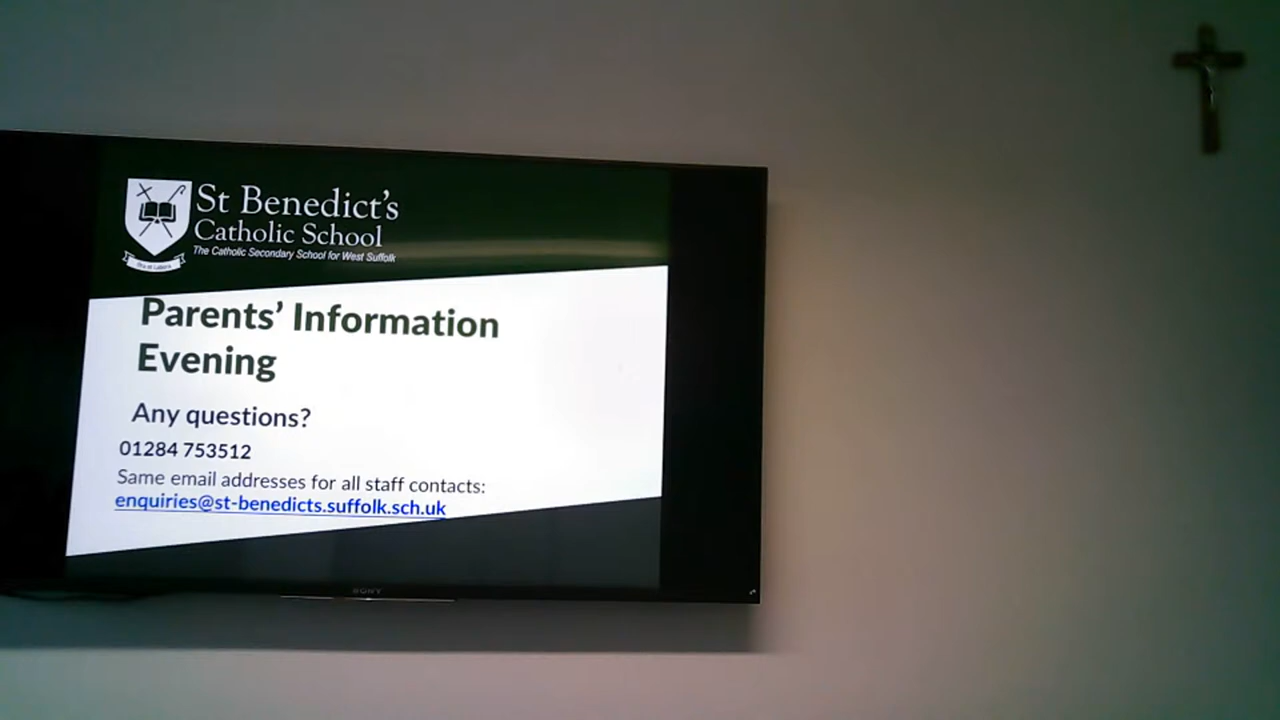 St Benedict's
Catholic School
The Catholic Secondary School for West Suffolk
Parents’ Information
Evening
Any questions?
01284 753512
Same email addresses for all staff contacts:
enquiries@st-benedicts.suffolk.sch.uk
SONY